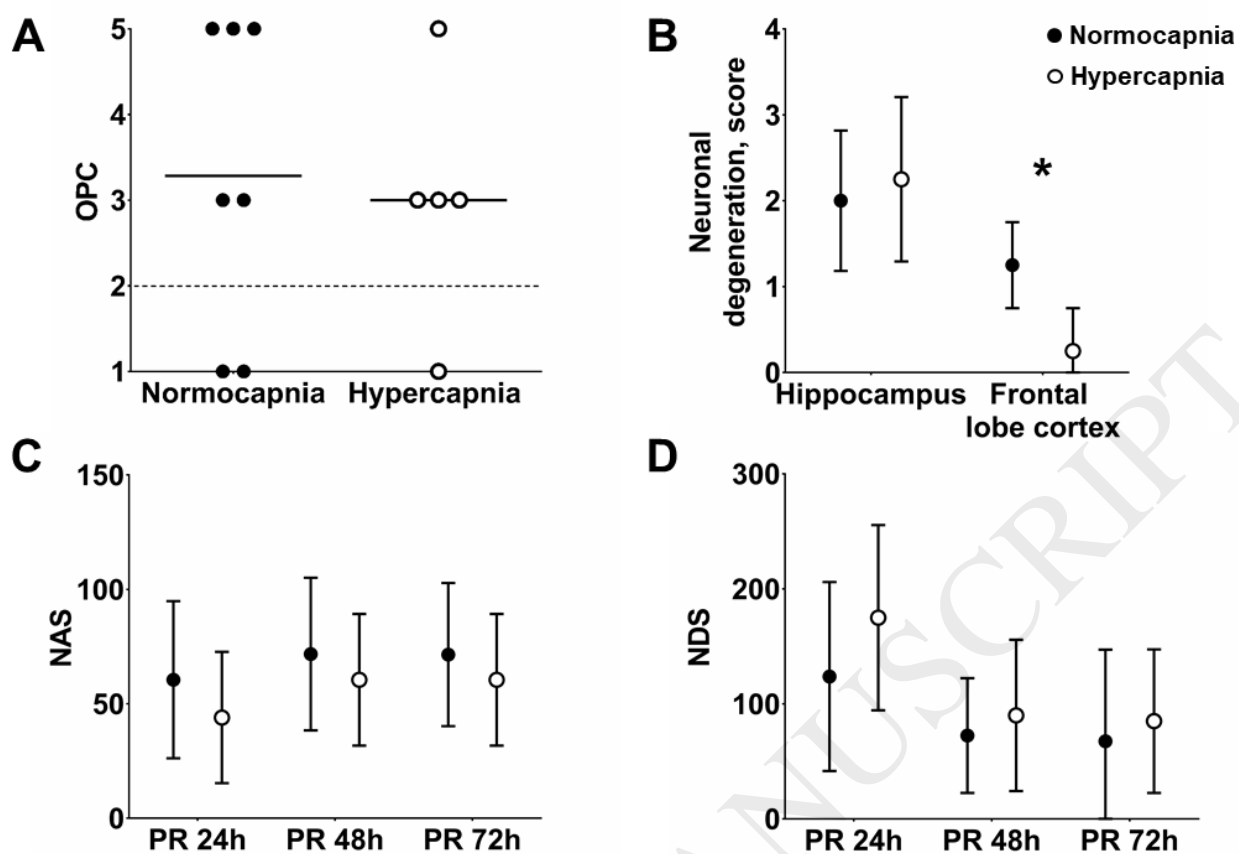 A
5
4
3
2
1
OPC
Normocapnia Hypercapnia
B
4
3
2
1
0
Neuronal
degeneration, score
Normocapnia
Hypercapnia
*
Hippocampus Frontal
lobe cortex
C
150
100
50
0
NAS
PR 24h PR 48h PR 72h
D
300
200
100
0
NDS
PR 24h PR 48h PR 72h
ANUSCRIPT